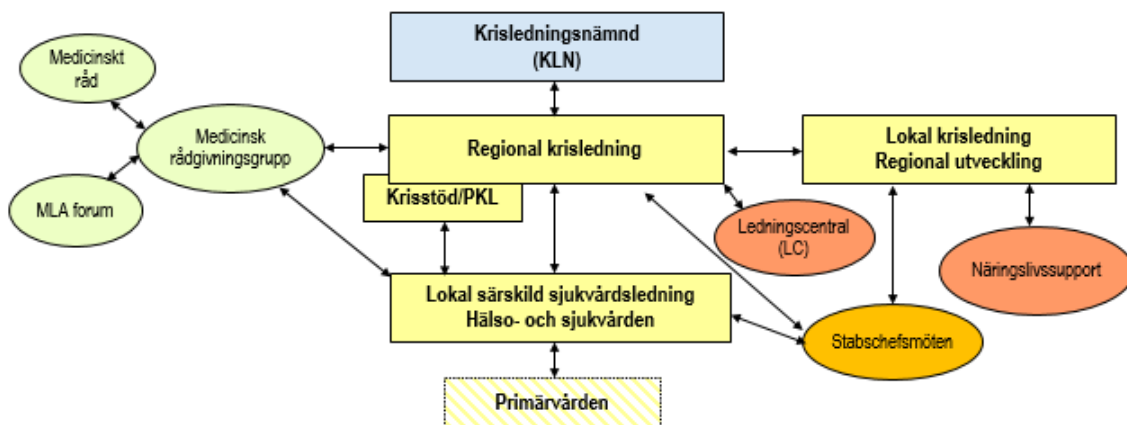 Krisledningsnämnd
(KLN)
Medicinskt
råd
Medicinsk
rådgivningsgrupp
MLA forum
Regional krisledning
Krisstöd/PKL
Lokal krisledning
Regional utveckling
Ledningscentral
(LC)
Näringslivssupport
Lokal särskild sjukvårdsledning
Hälso- och sjukvården
Stabschefsmöten
Primärvården